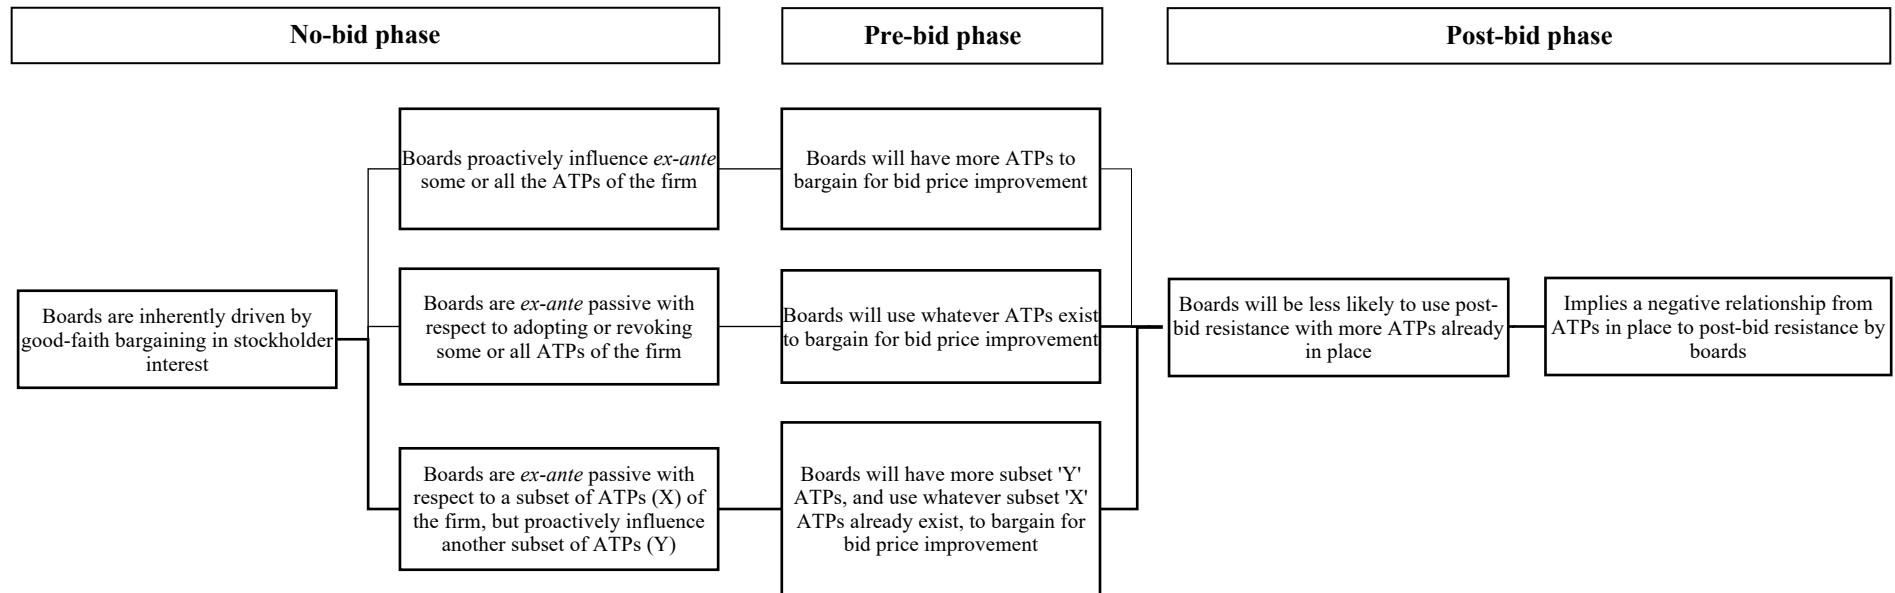 No-bid phase
Pre-bid phase
Post-bid phase
Boards are inherently driven by
good-faith bargaining in stockholder
interest
Boards proactively influence ex-ante
some or all the ATPs of the firm
Boards will have more ATPs to
bargain for bid price improvement
Boards are ex-ante passive with
respect to adopting or revoking
some or all ATPs of the firm
Boards will use whatever ATPs exist
to bargain for bid price improvement
Boards are ex-ante passive with
respect to a subset of ATPs (X) of
the firm, but proactively influence
another subset of ATPs (Y)
Boards will have more subset 'Y'
ATPs, and use whatever subset 'X'
ATPs already exist, to bargain for
bid price improvement
Boards will be less likely to use post-
bid resistance with more ATPs already
in place
Implies a negative relationship from
ATPs in place to post-bid resistance by
boards